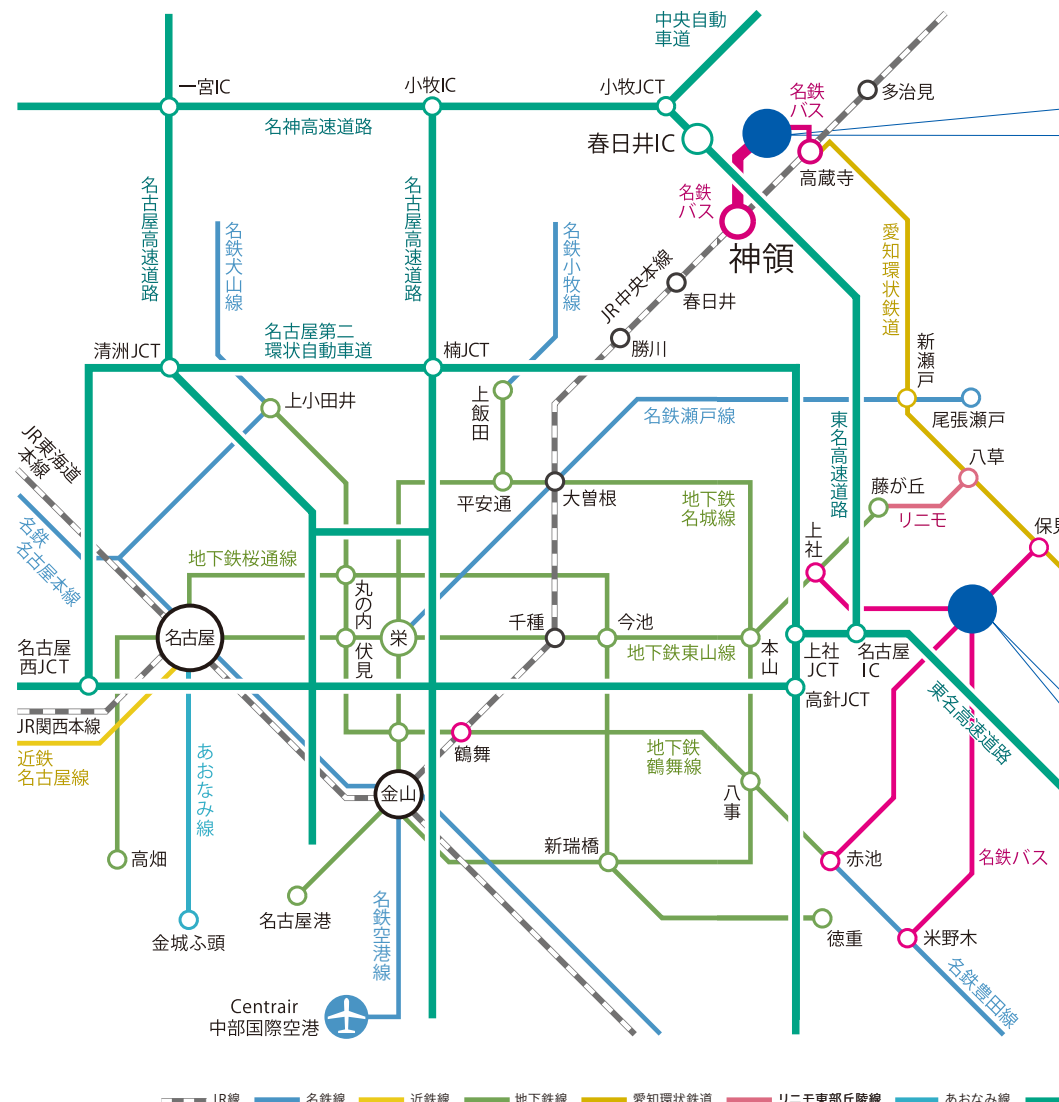 中央自動
車道
一宮IC
小牧IC
小牧JCT
名鉄
バス
多治見
名神高速道路
春日井IC
高蔵寺
名古屋高速道路
名古屋高速道路
名鉄
バス
名鉄犬山線
名鉄小牧線
神領
愛知環状鉄道
JR中央本線
春日井
名古屋第二
環状自動車道
清洲JCT
楠JCT
勝川
新瀬戸
上小田井
上飯田
名鉄瀬戸線
尾張瀬戸
東名高速道路
JR東海道
本線
八草
藤が丘
平安通
大曽根
地下鉄
名城線
リニモ
上社
保見
名鉄
名古屋本線
地下鉄桜通線
丸の内
名古屋
栄
千種
今池
伏見
地下鉄東山線
本山
上社
JCT
名古屋
IC
名古屋
西JCT
高針JCT
東名高速道路
JR関西本線
鶴舞
地下鉄
鶴舞線
近鉄
名古屋線
あおなみ線
金山
八事
高畑
新瑞橋
赤池
名鉄バス
名古屋港
名鉄空港線
金城ふ頭
徳重
米野木
名鉄豊田線
Centrair
中部国際空港
JR線
名鉄線
近鉄線
地下鉄線
愛知環状鉄道
リニモ東部丘陵線
あおなみ線